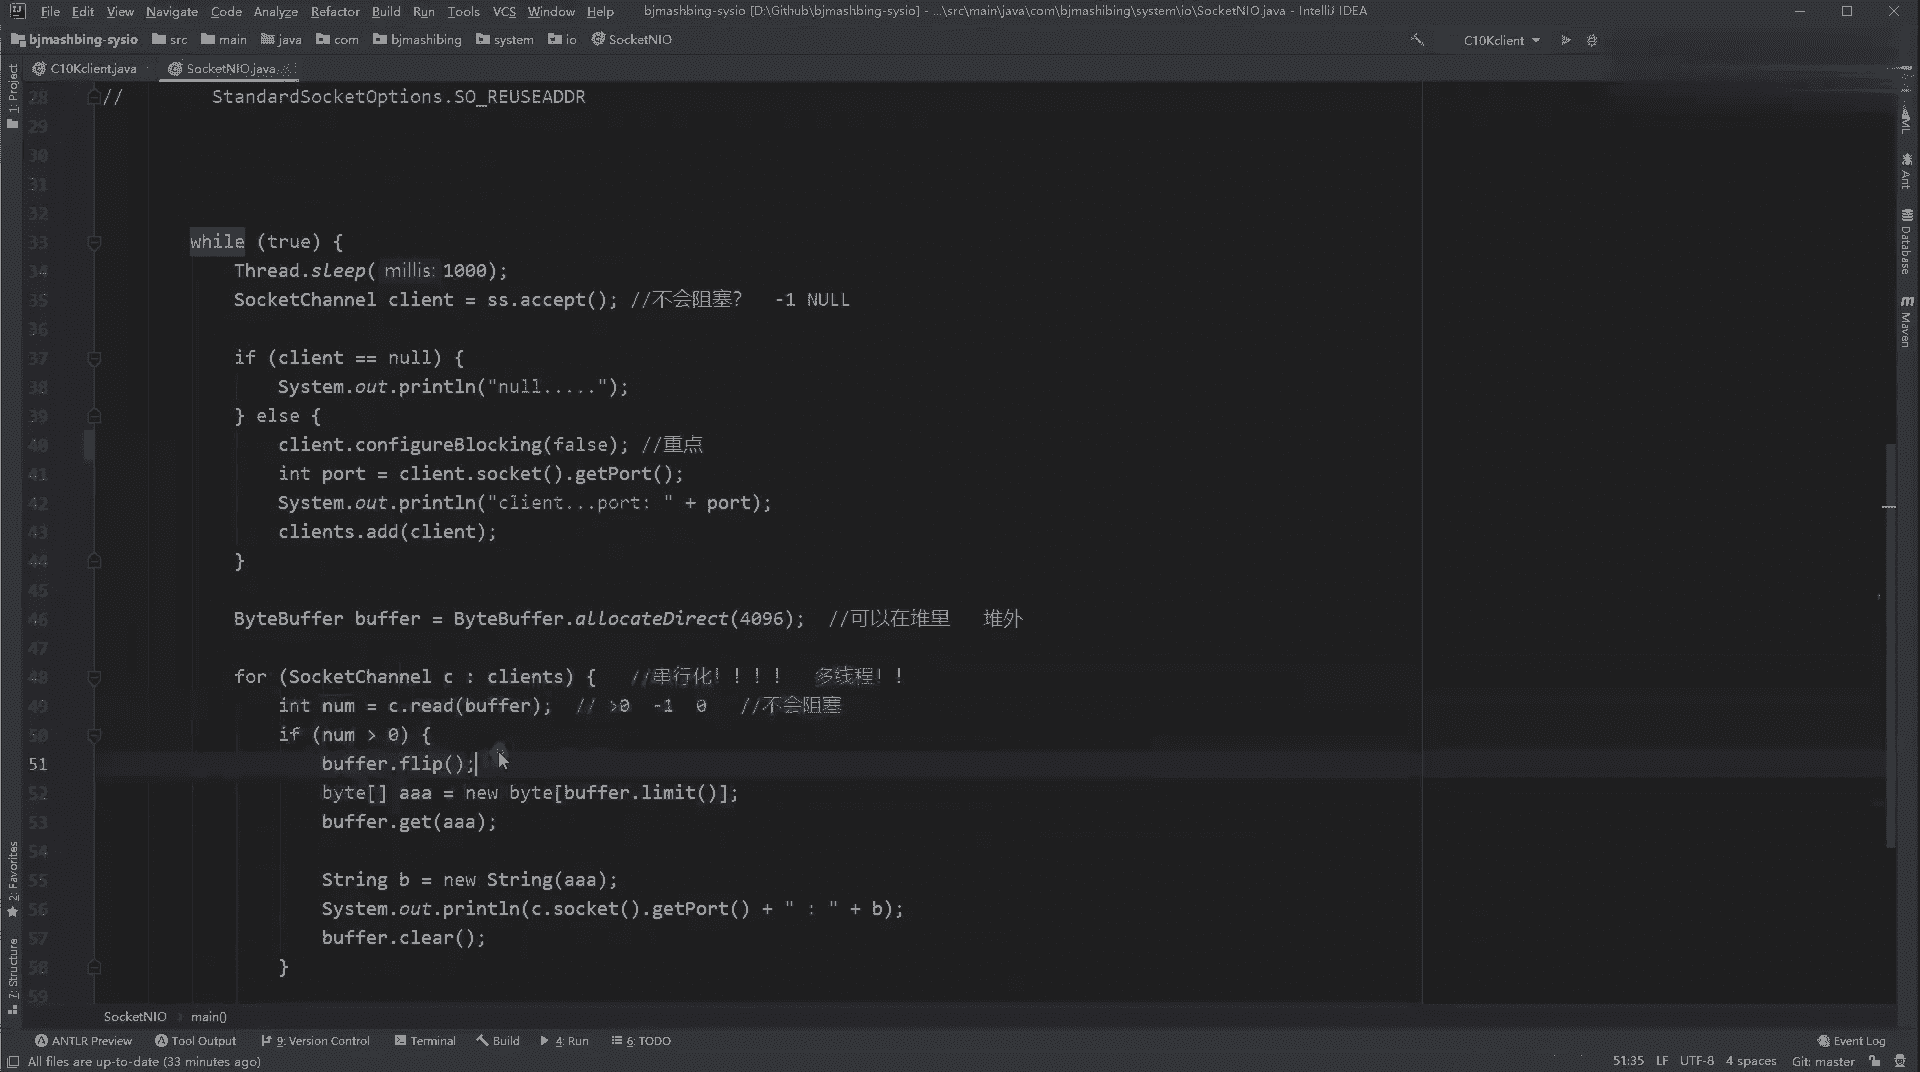 File Edit View Navigate Code Analyze Refactor Build Run Tools VCS Window Help bjmashbing-sysio [D:\Github\bjmashbing-sysio] - ...\src\main\java\com\bjmashibing\system\io\SocketNIO.java - IntelliJ IDEA
bjmashbing-sysio src main java com bjmashibing system io SocketNIO C10Kclient
C10Kclient.java SocketNIO.java
1: Project
28 // StandardSocketOptions.SO_REUSEADDR
29
30
31
32
33 while (true) {
34 Thread.sleep( millis: 1000);
35 SocketChannel client = ss.accept(); //不会阻塞? -1 NULL
36
37 if (client == null) {
38 System.out.println("null.....");
39 } else {
40 client.configureBlocking(false); //重点
41 int port = client.socket().getPort();
42 System.out.println("client...port: " + port);
43 clients.add(client);
44 }
45
46 ByteBuffer buffer = ByteBuffer.allocateDirect(4096); //可以在堆里 堆外
47
48 for (SocketChannel c : clients) { //串行化!!!! 多线程!!
49 int num = c.read(buffer); // >0 -1 0 //不会阻塞
50 if (num > 0) {
51 buffer.flip();
52 byte[] aaa = new byte[buffer.limit()];
53 buffer.get(aaa);
54
55 String b = new String(aaa);
56 System.out.println(c.socket().getPort() + " : " + b);
57 buffer.clear();
58 }
59
Ant
Database
Maven
2: Favorites
7: Structure
SocketNIO main()
ANTLR Preview Tool Output 9: Version Control Terminal Build 4: Run 6: TODO Event Log
All files are up-to-date (33 minutes ago) 51:35 LF UTF-8 4 spaces Git: master